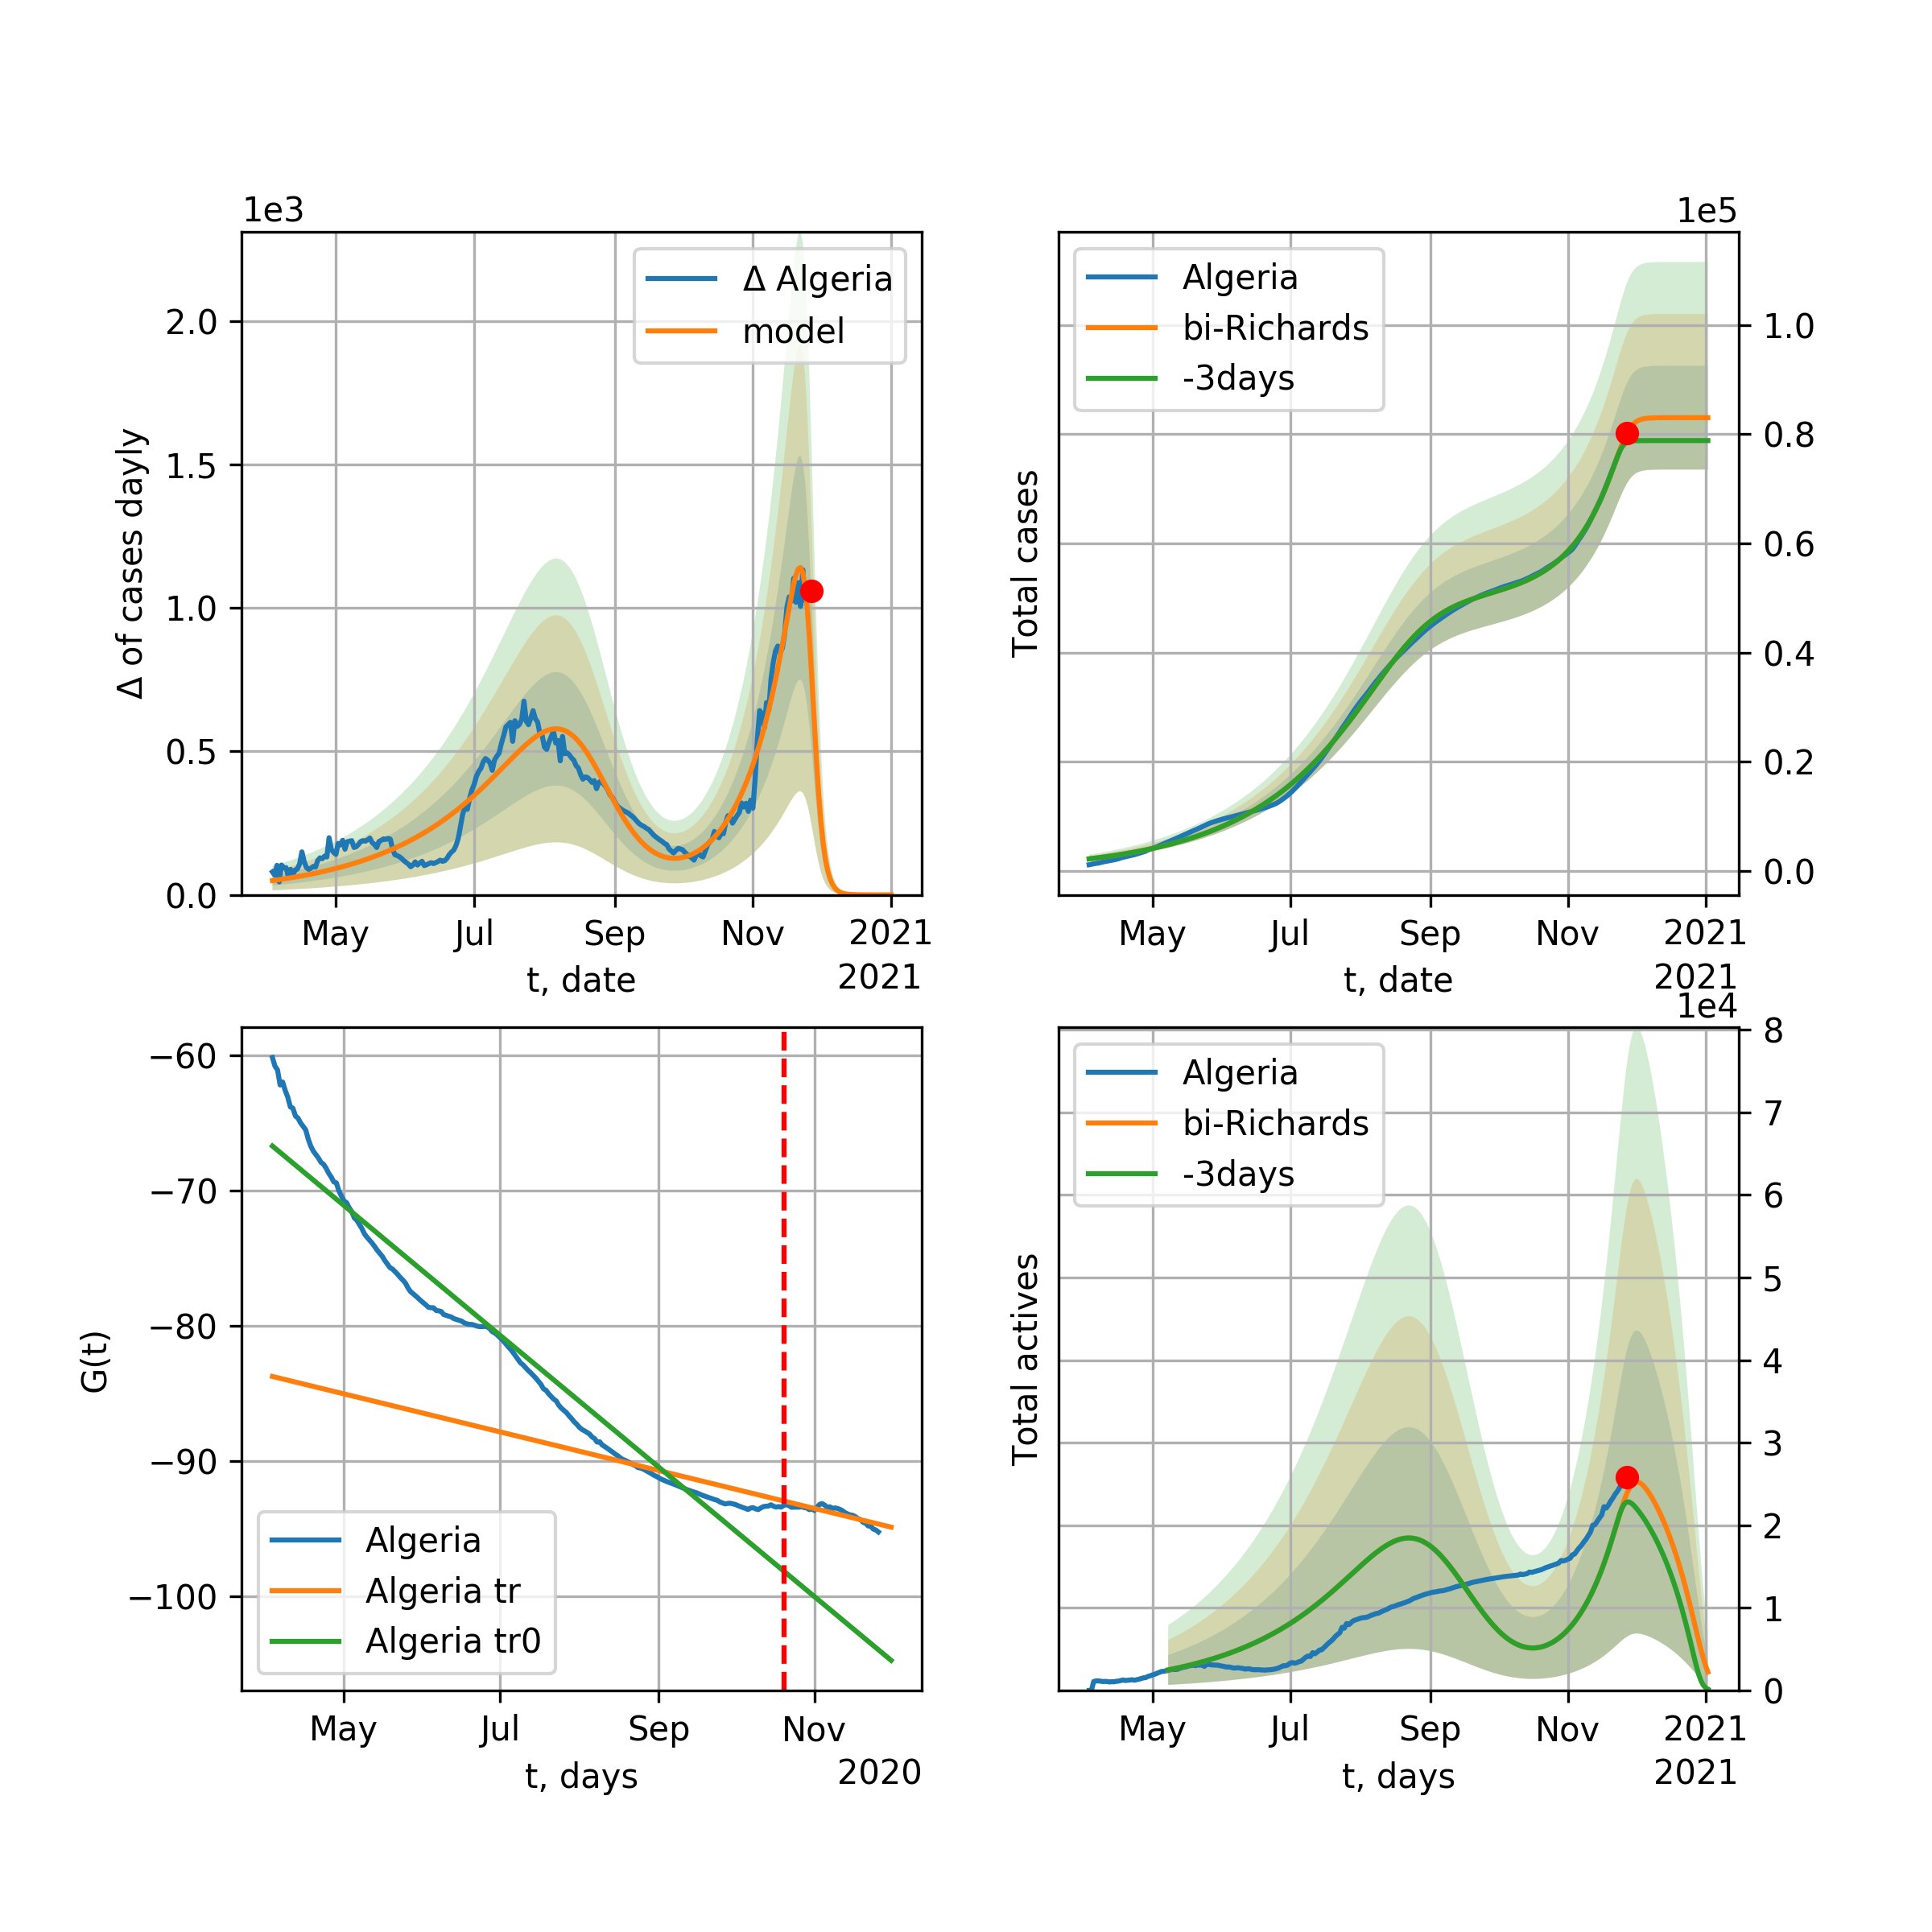 1e3
Δ of cases dayly
2.0
1.5
1.0
0.5
0.0
Δ Algeria
model
May Jul Sep Nov 2021
t, date
2021
1e5
Total cases
Algeria
bi-Richards
-3days
1.0
0.8
0.6
0.4
0.2
0.0
May Jul Sep Nov 2021
t, date
2021
G(t)
−60
−70
−80
−90
−100
Algeria
Algeria tr
Algeria tr0
May Jul Sep Nov
t, days
2020
1e4
Total actives
Algeria
bi-Richards
-3days
8
7
6
5
4
3
2
1
0
May Jul Sep Nov 2021
t, days
2021